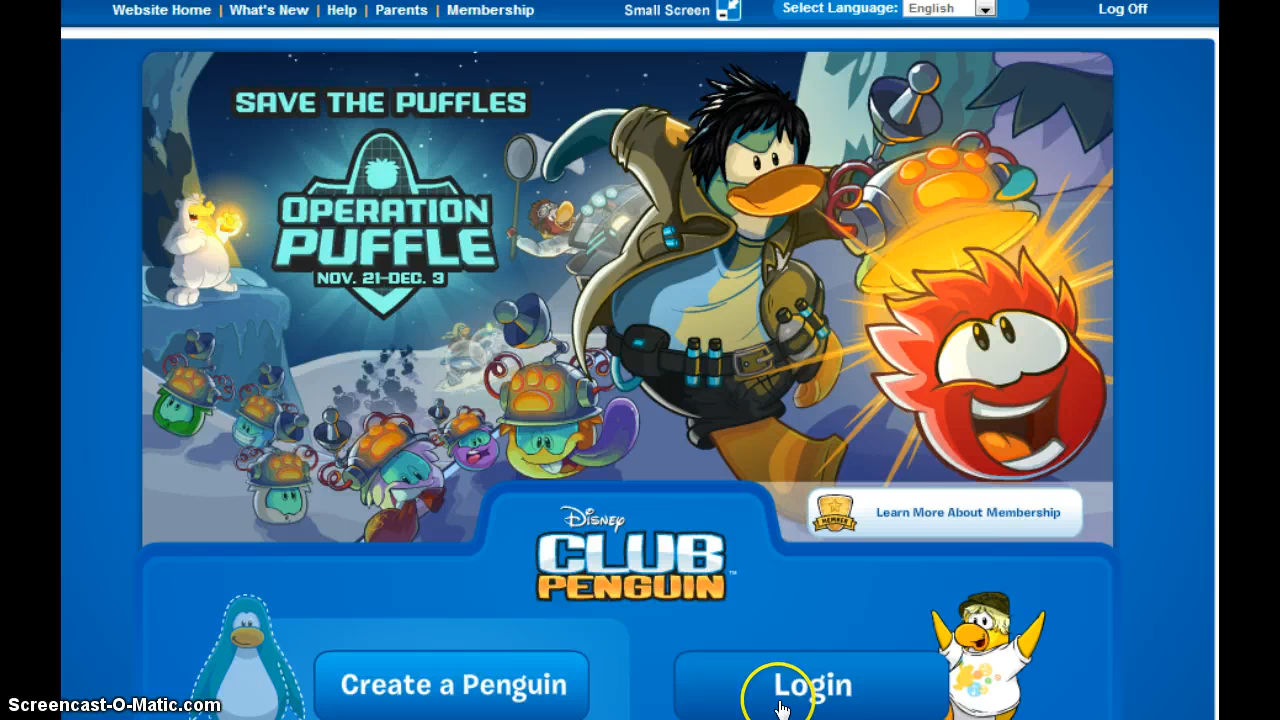 Website Home | What's New | Help | Parents | Membership
Small Screen
Select Language: English
Log Off
SAVE THE PUFFLES
OPERATION
PUFFLE
NOV. 21-DEC. 3
MEMBER
Learn More About Membership
Disney
CLUB
PENGUIN™
Create a Penguin
Login
Screencast-O-Matic.com